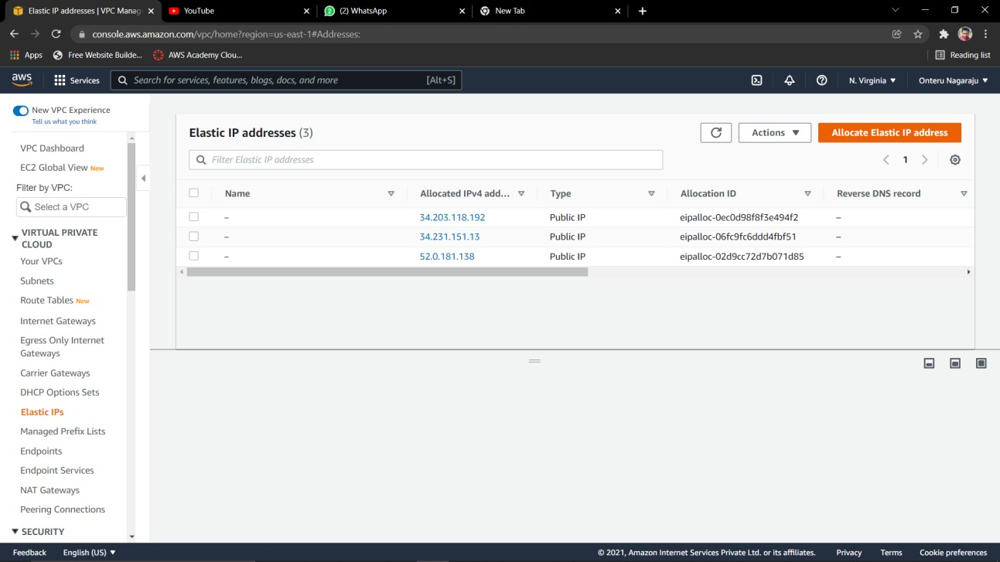 Elastic IP addresses | VPC Manag
YouTube
(2) WhatsApp
New Tab
console.aws.amazon.com/vpc/home?region=us-east-1#Addresses:
Apps
Free Website Builde...
AWS Academy Clou...
Reading list
aws
Services
Search for services, features, blogs, docs, and more
[Alt+S]
N. Virginia
Onteru Nagaraju
New VPC Experience
Tell us what you think
VPC Dashboard
EC2 Global View New
Filter by VPC:
Select a VPC
VIRTUAL PRIVATE
CLOUD
Your VPCs
Subnets
Route Tables New
Internet Gateways
Egress Only Internet
Gateways
Carrier Gateways
DHCP Options Sets
Elastic IPs
Managed Prefix Lists
Endpoints
Endpoint Services
NAT Gateways
Peering Connections
SECURITY
Elastic IP addresses (3)
Actions
Allocate Elastic IP address
Filter Elastic IP addresses
1
Name Allocated IPv4 add... Type Allocation ID Reverse DNS record
– 34.203.118.192 Public IP eipalloc-0ec0d98f8f3e494f2 –
– 34.231.151.13 Public IP eipalloc-06fc9fc6ddd4fbf51 –
– 52.0.181.138 Public IP eipalloc-02d9cc72d7b071d85 –
Feedback
English (US)
© 2021, Amazon Internet Services Private Ltd. or its affiliates.
Privacy
Terms
Cookie preferences